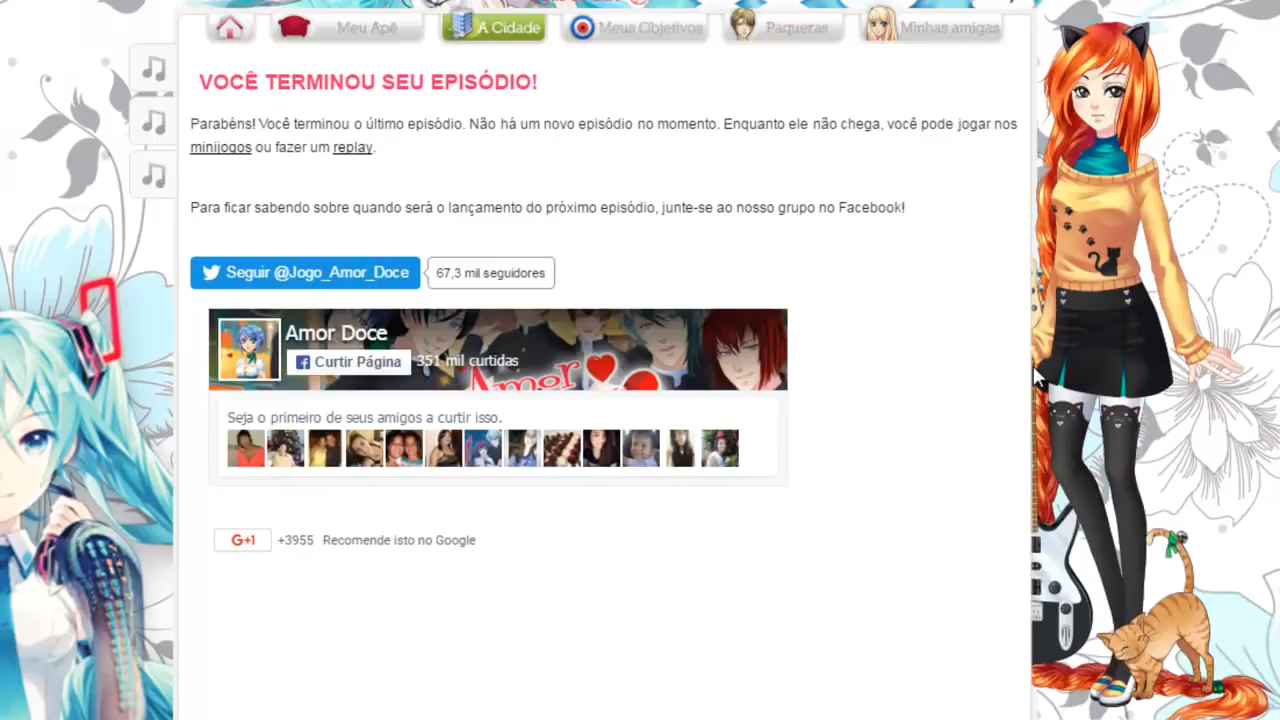 Meu Apê A Cidade Meus Objetivos Paqueras Minhas amigas
VOCÊ TERMINOU SEU EPISÓDIO!
Parabéns! Você terminou o último episódio. Não há um novo episódio no momento. Enquanto ele não chega, você pode jogar nos
minijogos ou fazer um replay.
Para ficar sabendo sobre quando será o lançamento do próximo episódio, junte-se ao nosso grupo no Facebook!
Seguir @Jogo_Amor_Doce 67,3 mil seguidores
Amor Doce
Curtir Página 351 mil curtidas
Amor
Seja o primeiro de seus amigos a curtir isso.
G+1 +3955 Recomende isto no Google